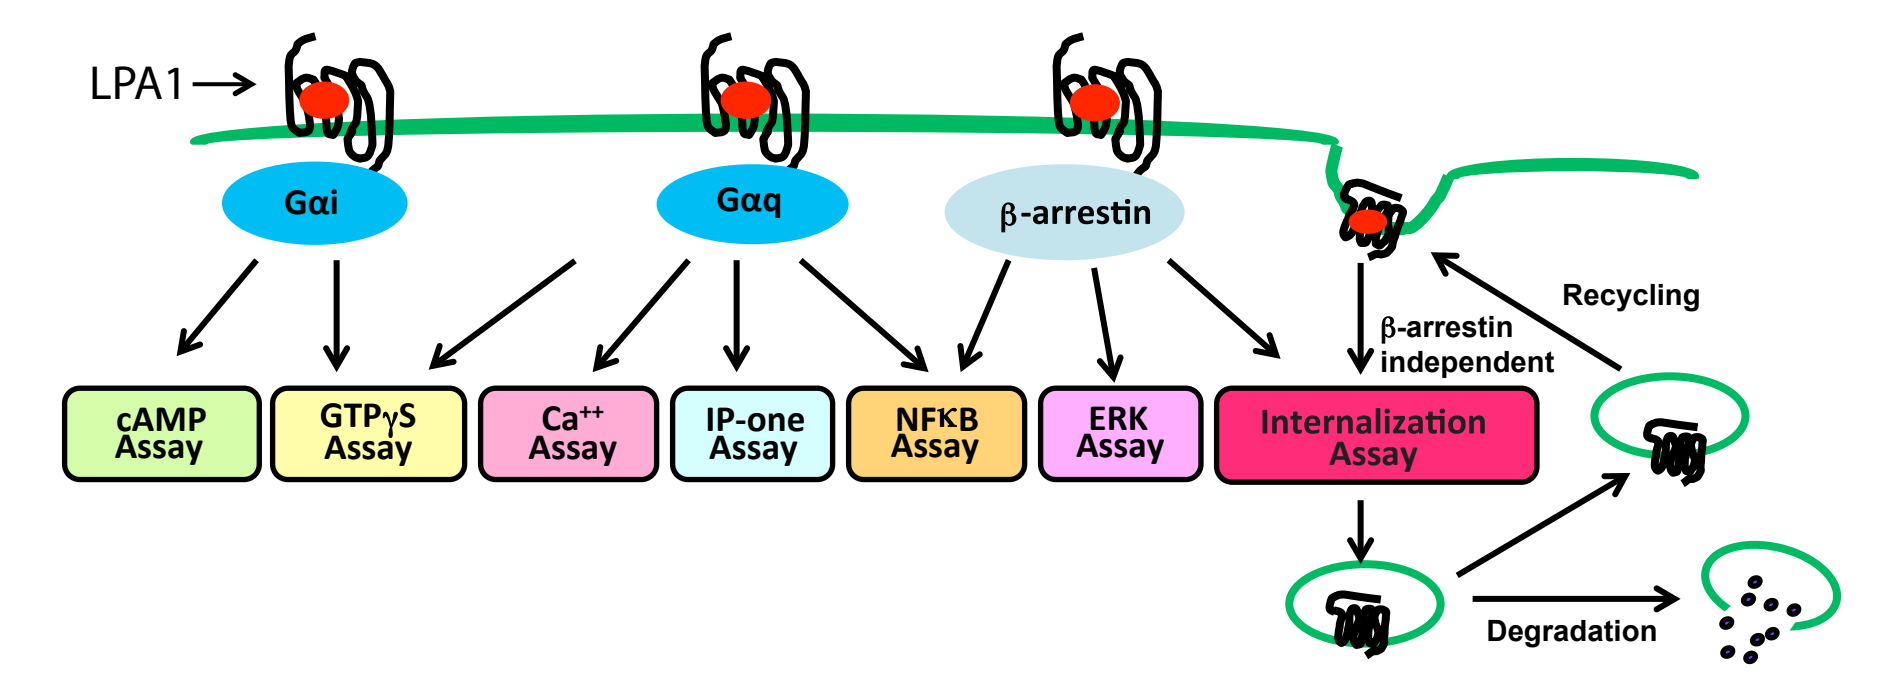 LPA1
Gαi
Gαq
β-arrestin
Recycling
β-arrestin
independent
cAMP
Assay
GTPγS
Assay
Ca⁺⁺
Assay
IP-one
Assay
NFκB
Assay
ERK
Assay
Internalization
Assay
Degradation